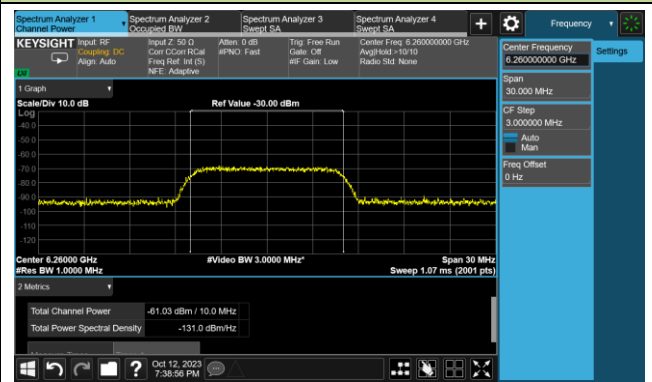 Spectrum Analyzer 1
Channel Power
Spectrum Analyzer 2
Occupied BW
Spectrum Analyzer 3
Swept SA
Spectrum Analyzer 4
Swept SA
+
Frequency
KEYSIGHT
Input: RF
Coupling: DC
Align: Auto
Input Z: 50 Ω
Corr CCorr RCal
Freq Ref: Int (S)
NFE: Adaptive
Atten: 0 dB
#PNO: Fast
Trig: Free Run
Gate: Off
#IF Gain: Low
Center Freq: 6.260000000 GHz
Avg|Hold:>10/10
Radio Std: None
Center Frequency
6.260000000 GHz
Settings
Span
30.000 MHz
CF Step
3.000000 MHz
Auto
Man
Freq Offset
0 Hz
1 Graph
Scale/Div 10.0 dB
Ref Value -30.00 dBm
Log
-40.0
-50.0
-60.0
-70.0
-80.0
-90.0
-100
-110
-120
Center 6.26000 GHz
#Video BW 3.0000 MHz*
Span 30 MHz
#Res BW 1.0000 MHz
Sweep 1.07 ms (2001 pts)
2 Metrics
Total Channel Power
-61.03 dBm / 10.0 MHz
Total Power Spectral Density
-131.0 dBm/Hz
?
Oct 12, 2023
7:38:56 PM